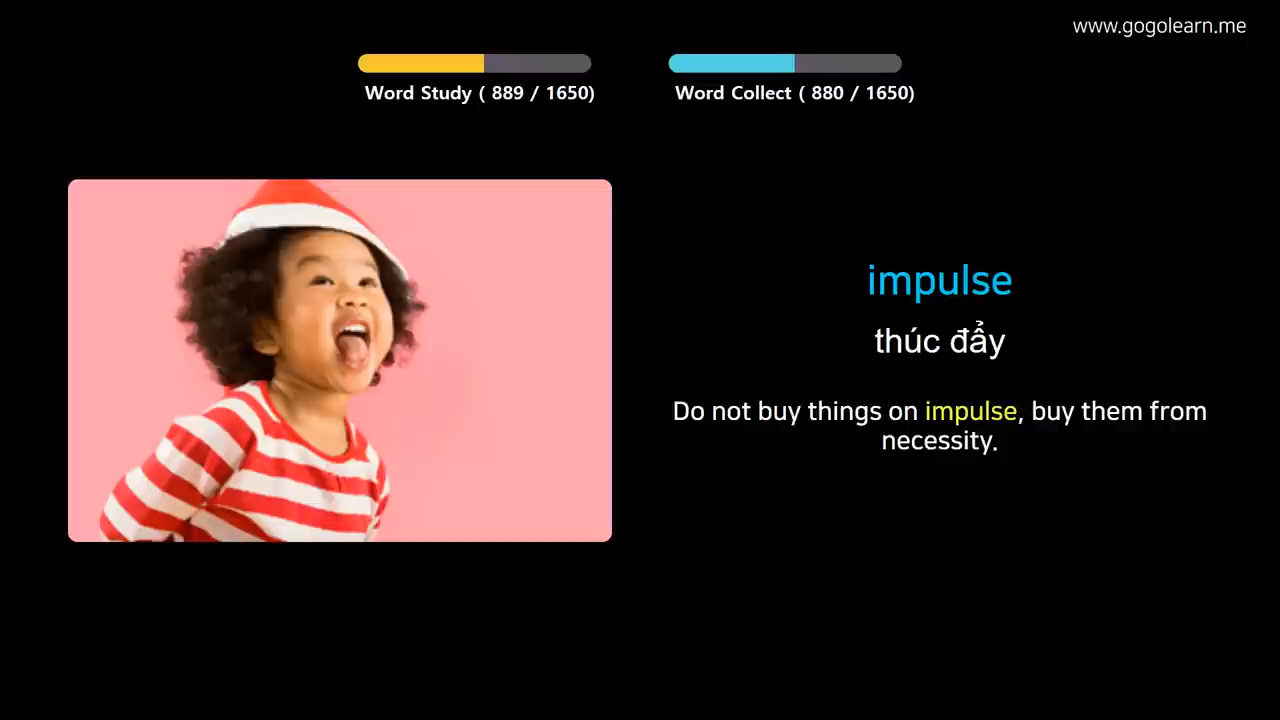 www.gogolearn.me
Word Study ( 889 / 1650)
Word Collect ( 880 / 1650)
impulse
thúc đẩy
Do not buy things on impulse, buy them from
necessity.